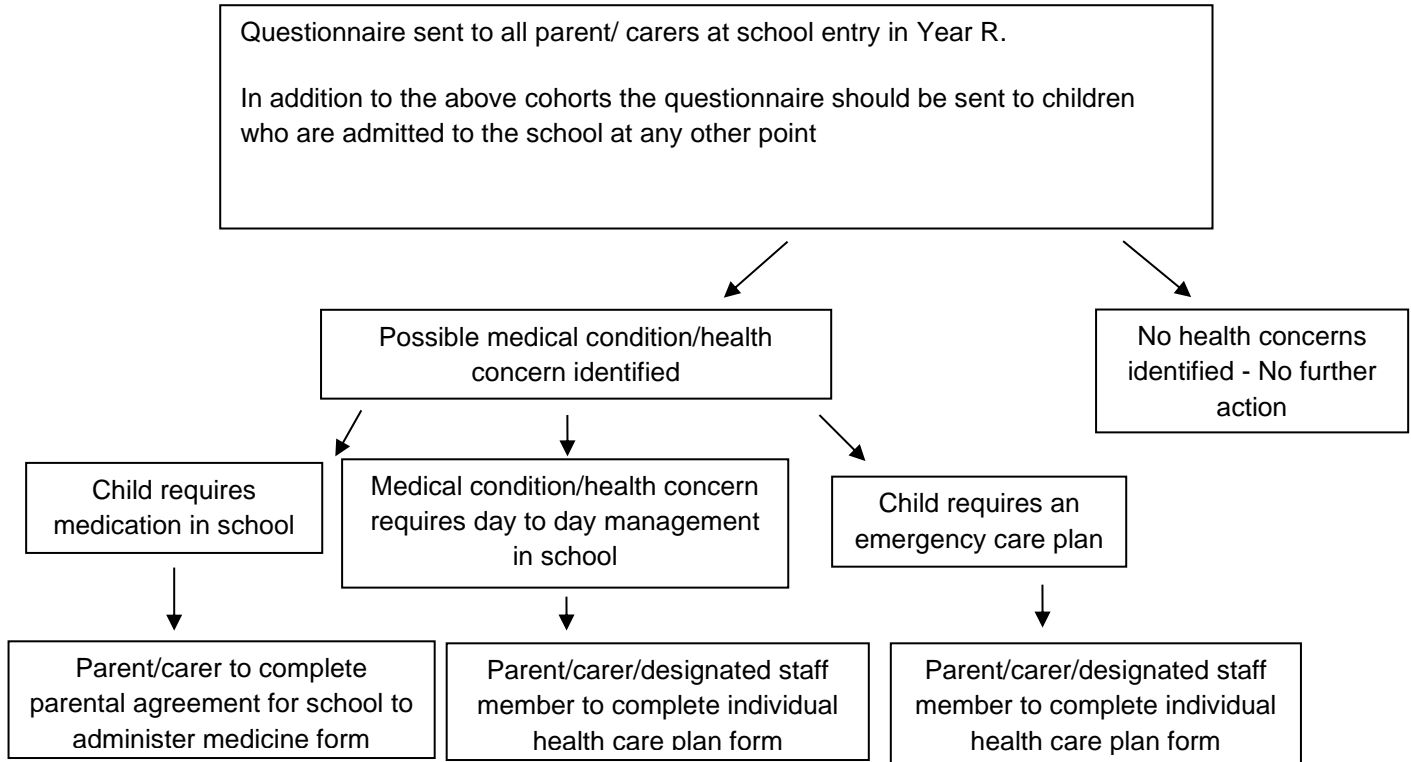 Questionnaire sent to all parent/ carers at school entry in Year R.
In addition to the above cohorts the questionnaire should be sent to children
who are admitted to the school at any other point
Possible medical condition/health
concern identified
No health concerns
identified - No further
action
Child requires
medication in school
Medical condition/health concern
requires day to day management
in school
Child requires an
emergency care plan
Parent/carer to complete
parental agreement for school to
administer medicine form
Parent/carer/designated staff
member to complete individual
health care plan form
Parent/carer/designated staff
member to complete individual
health care plan form